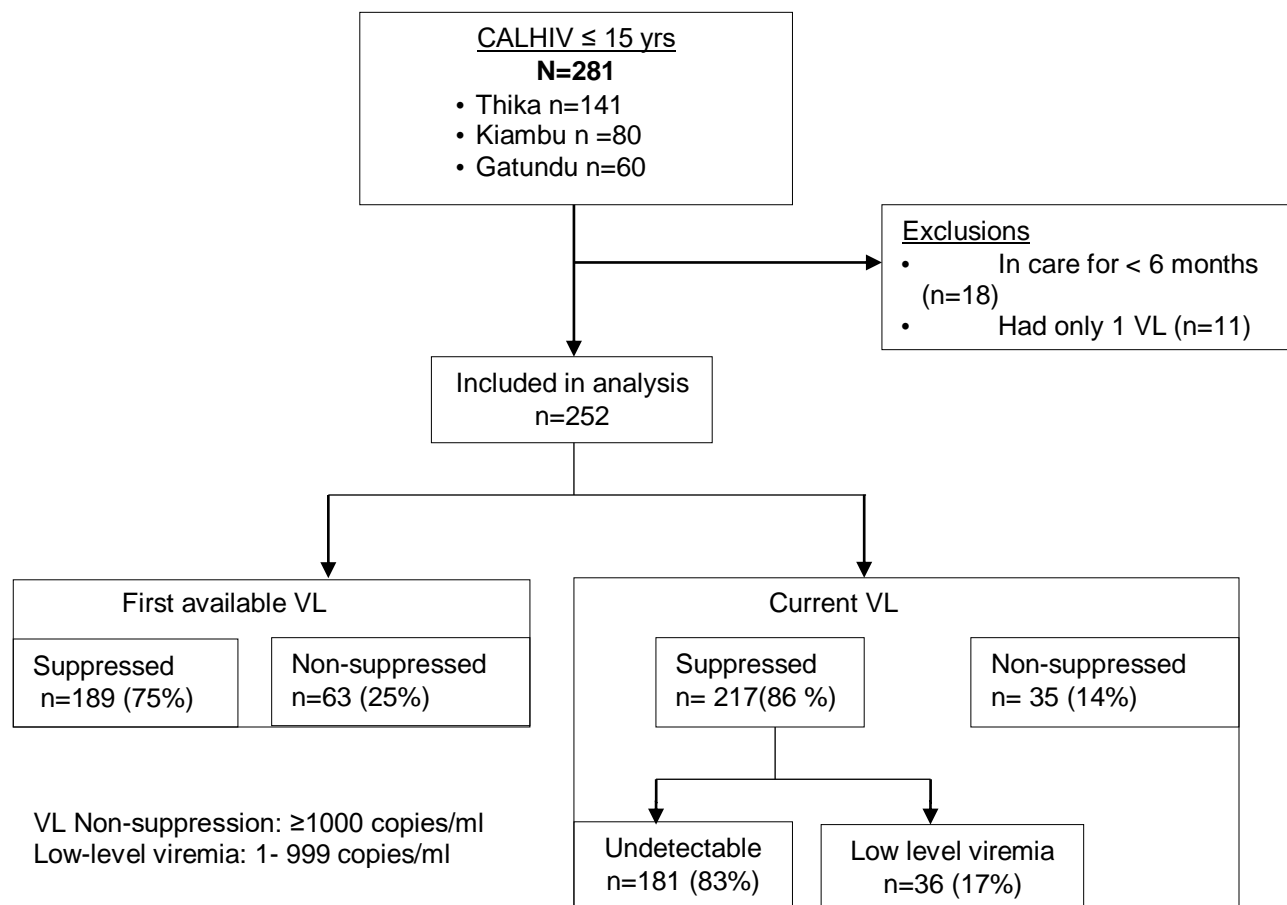 CALHIV ≤ 15 yrs
N=281
• Thika n=141
• Kiambu n =80
• Gatundu n=60
Exclusions
• In care for < 6 months
(n=18)
• Had only 1 VL (n=11)
Included in analysis
n=252
First available VL
Suppressed
n=189 (75%)
Non-suppressed
n=63 (25%)
Current VL
Suppressed
n= 217(86 %)
Non-suppressed
n= 35 (14%)
Undetectable
n=181 (83%)
Low level viremia
n=36 (17%)
VL Non-suppression: ≥1000 copies/ml
Low-level viremia: 1- 999 copies/ml